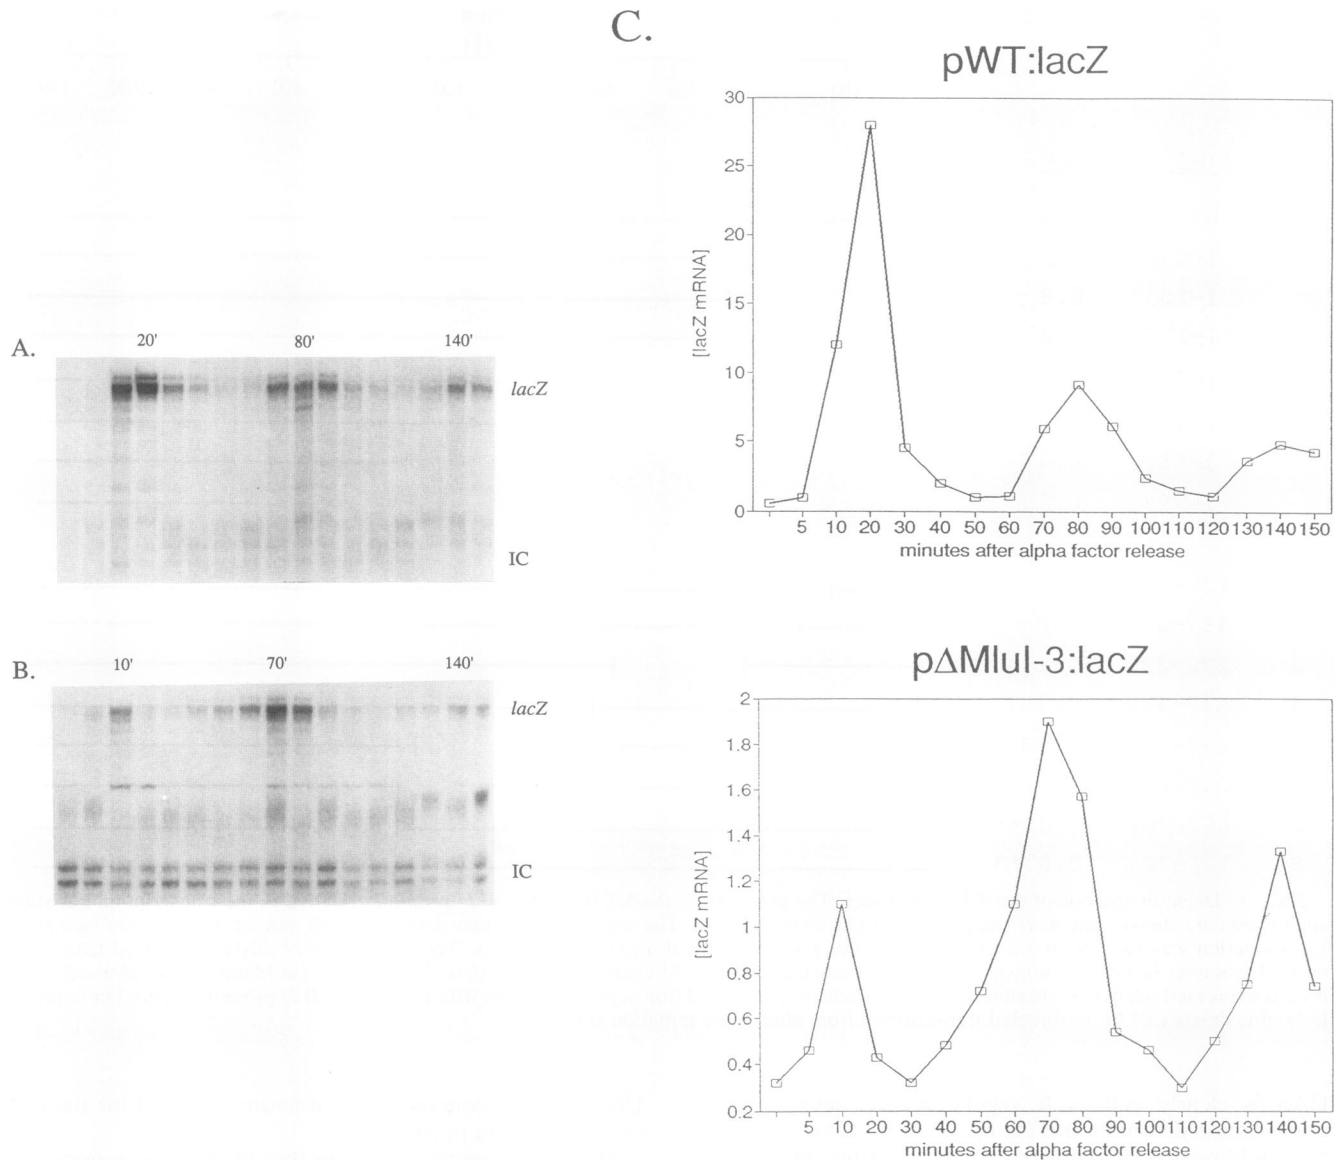 C.
pWT:lacZ
30
25
20
15
10
5
0
[lacZ mRNA]
5 10 20 30 40 50 60 70 80 90 100 110 120 130 140 150
minutes after alpha factor release
A.
20' 80' 140'
lacZ
IC
B.
10' 70' 140'
lacZ
IC
pΔMluI-3:lacZ
2
1.8
1.6
1.4
1.2
1
0.8
0.6
0.4
0.2
[lacZ mRNA]
5 10 20 30 40 50 60 70 80 90 100 110 120 130 140 150
minutes after alpha factor release